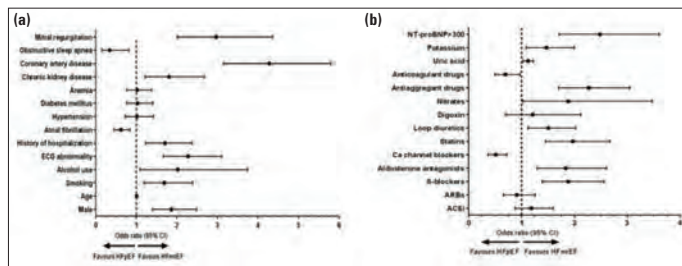 (a)
Mitral regurgitation
Obstructive sleep apnea
Coronary artery disease
Chronic kidney disease
Anemia
Diabetes mellitus
Hypertension
Atrial fibrillation
History of hospitalization
ECG abnormality
Alcohol use
Smoking
Age
Male
0 1 2 3 4 5 6
Odds ratio (95% CI)
Favours HFpEF Favours HFmrEF
(b)
NT-proBNP>300
Potassium
Uric acid
Anticoagulant drugs
Antiaggregant drugs
Nitrates
Digoxin
Loop diuretics
Statins
Ca channel blockers
Aldosterone antagonists
ß-blockers
ARBs
ACEI
0 1 2 3 4
Odds ratio (95% CI)
Favours HFpEF Favours HFmrEF